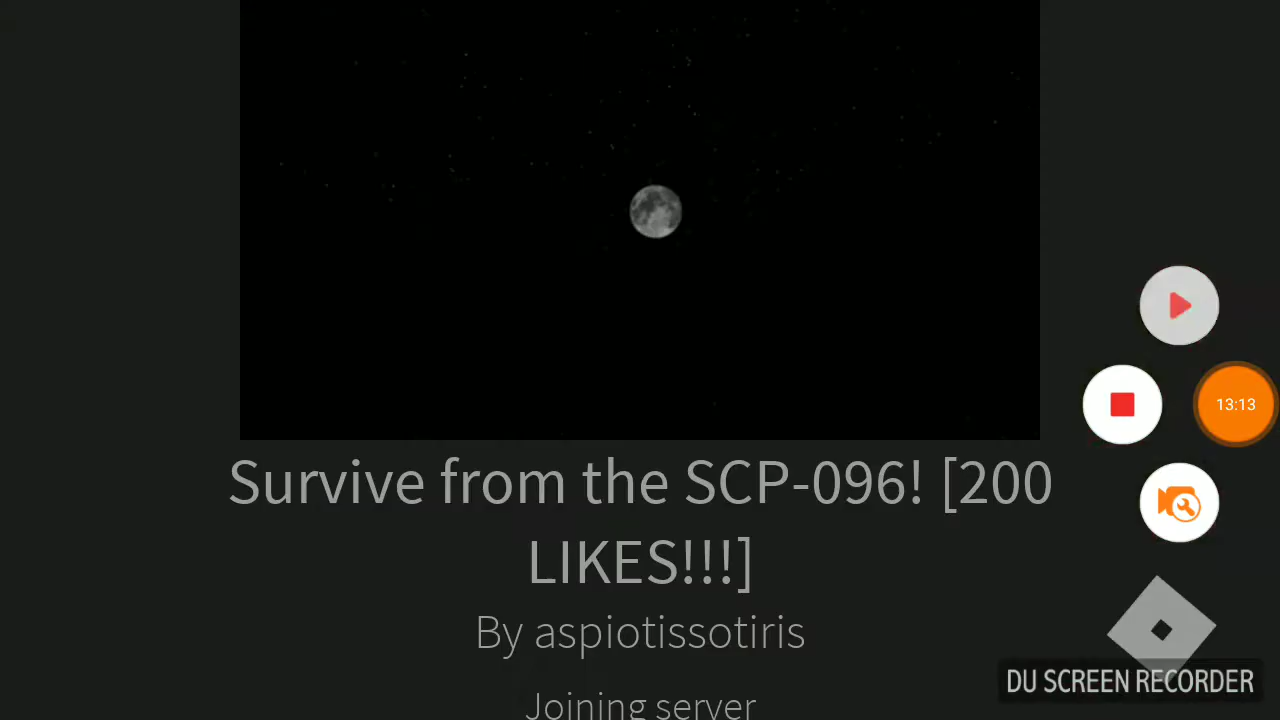 13:13
Survive from the SCP-096! [200
LIKES!!!]
By aspiotissotiris
Joining server
DU SCREEN RECORDER